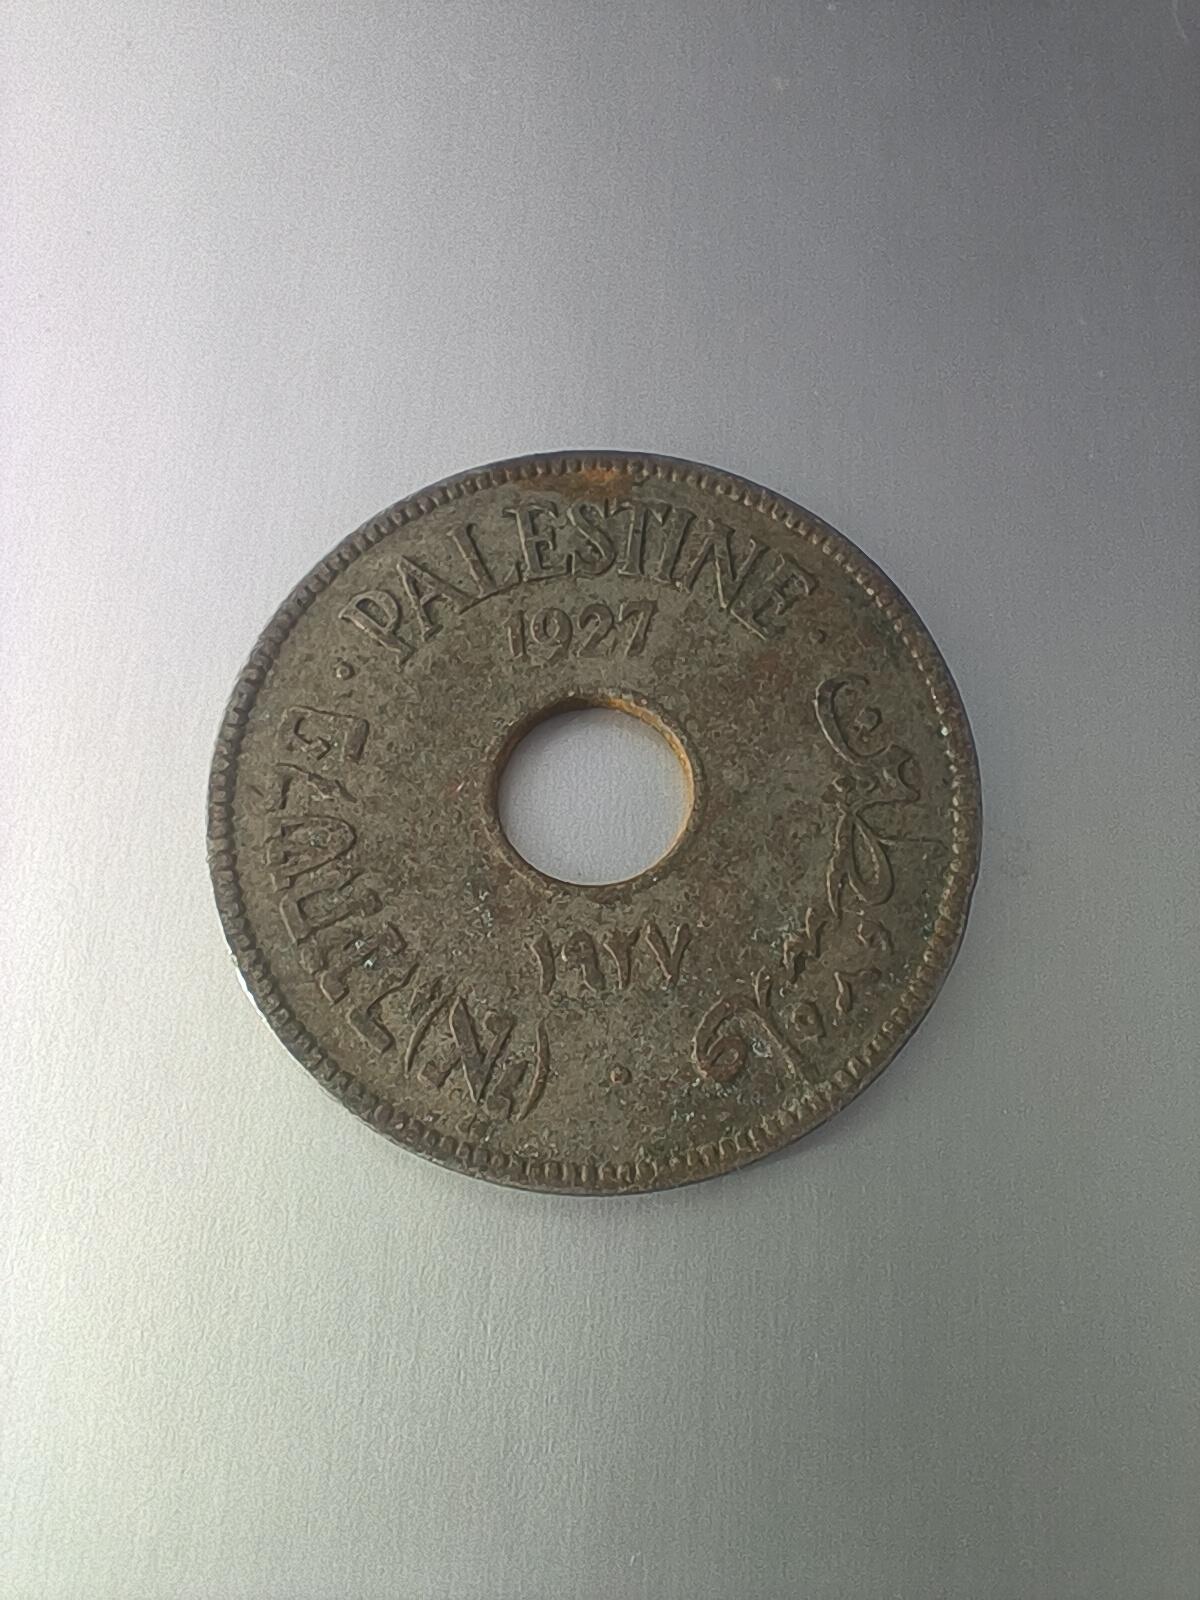 · PALESTINE ·
1927
فلسطين
١٩٢٧
פלשתינה (א״י)
·